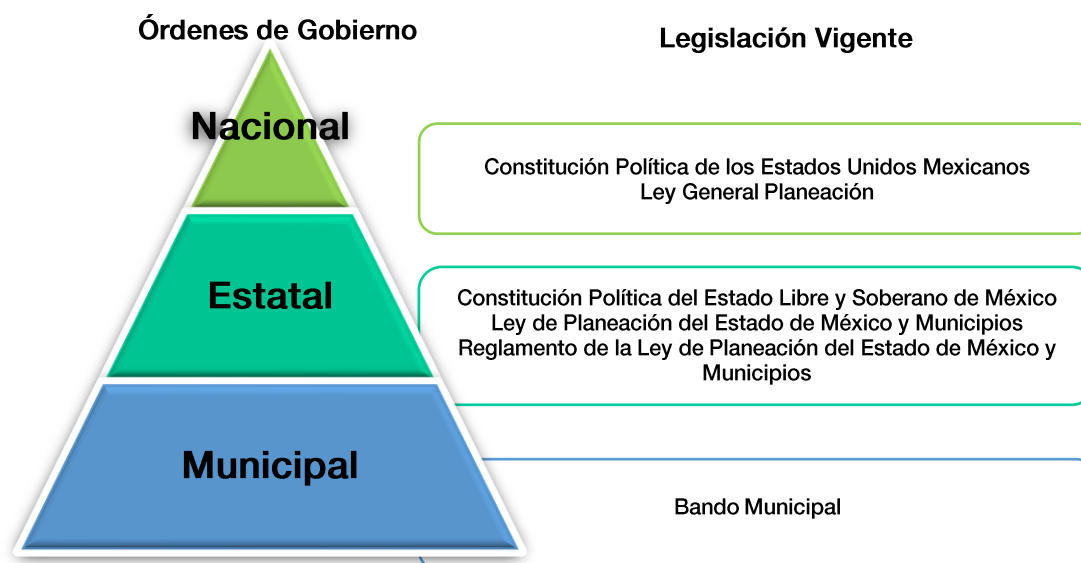 Órdenes de Gobierno
Legislación Vigente
Nacional
Constitución Política de los Estados Unidos Mexicanos
Ley General Planeación
Estatal
Constitución Política del Estado Libre y Soberano de México
Ley de Planeación del Estado de México y Municipios
Reglamento de la Ley de Planeación del Estado de México y
Municipios
Municipal
Bando Municipal